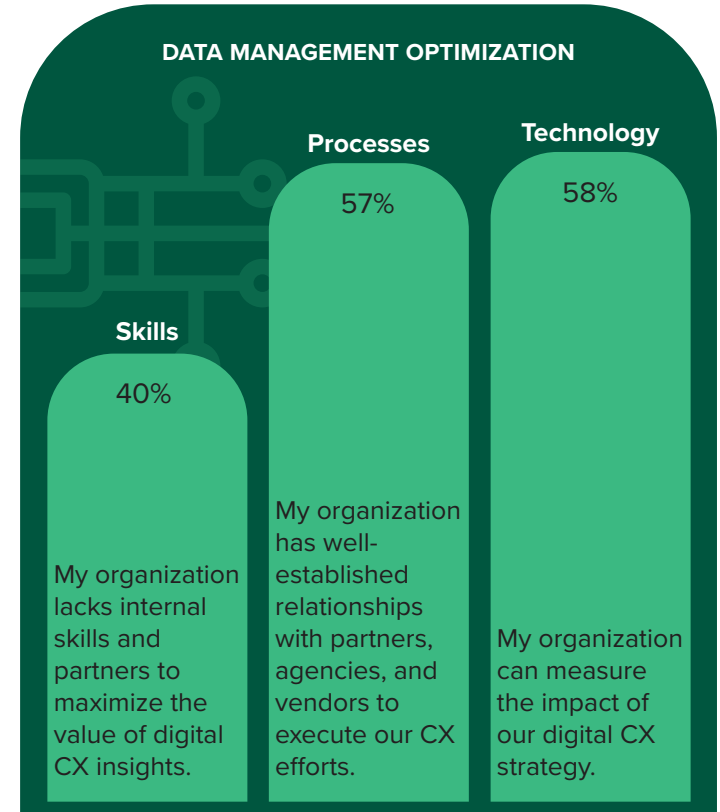 DATA MANAGEMENT OPTIMIZATION
Skills
40%
My organization
lacks internal
skills and
partners to
maximize the
value of digital
CX insights.
Processes
57%
My organization
has well-
established
relationships
with partners,
agencies, and
vendors to
execute our CX
efforts.
Technology
58%
My organization
can measure
the impact of
our digital CX
strategy.